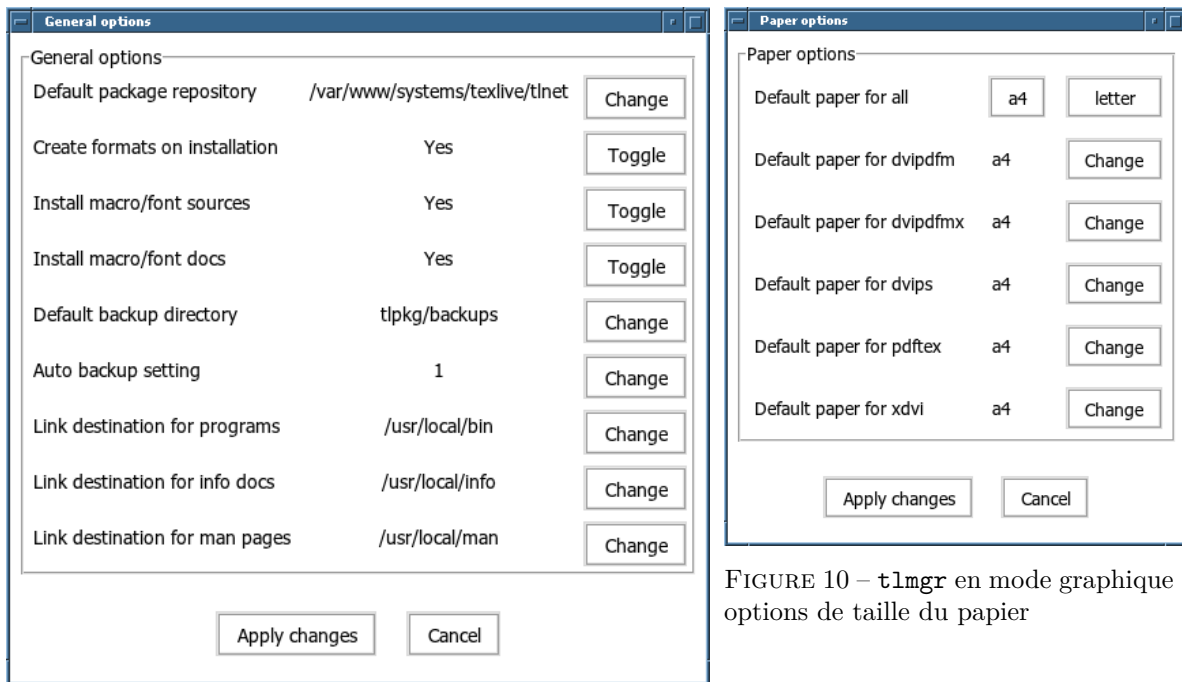 General options
General options
Default package repository /var/www/systems/texlive/tlnet Change
Create formats on installation Yes Toggle
Install macro/font sources Yes Toggle
Install macro/font docs Yes Toggle
Default backup directory tlpkg/backups Change
Auto backup setting 1 Change
Link destination for programs /usr/local/bin Change
Link destination for info docs /usr/local/info Change
Link destination for man pages /usr/local/man Change
Apply changes Cancel
Paper options
Paper options
Default paper for all a4 letter
Default paper for dvipdfm a4 Change
Default paper for dvipdfmx a4 Change
Default paper for dvips a4 Change
Default paper for pdftex a4 Change
Default paper for xdvi a4 Change
Apply changes Cancel
FIGURE 10 – tlmgr en mode graphique
options de taille du papier